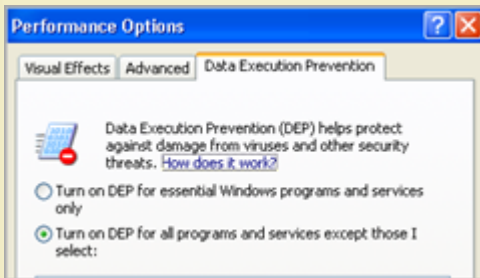 Performance Options
Visual Effects Advanced Data Execution Prevention
Data Execution Prevention (DEP) helps protect
against damage from viruses and other security
threats. How does it work?
Turn on DEP for essential Windows programs and services
only
Turn on DEP for all programs and services except those I
select: